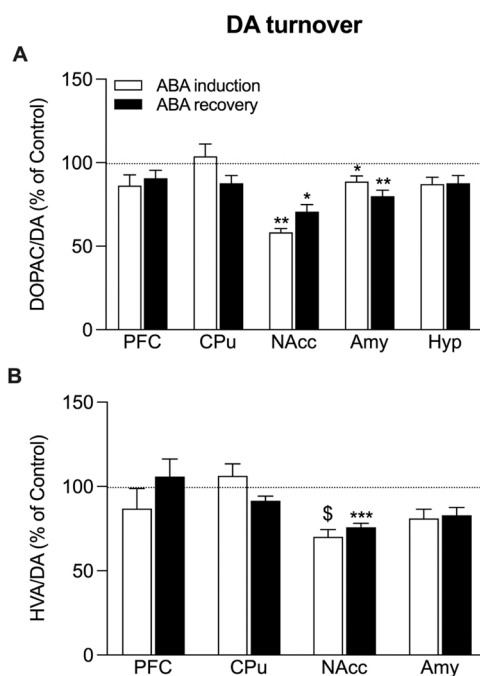 DA turnover
A
DOPAC/DA (% of Control)
150
100
50
0
ABA induction
ABA recovery
** * * **
PFC CPu NAcc Amy Hyp
B
HVA/DA (% of Control)
150
100
50
0
$ ***
PFC CPu NAcc Amy